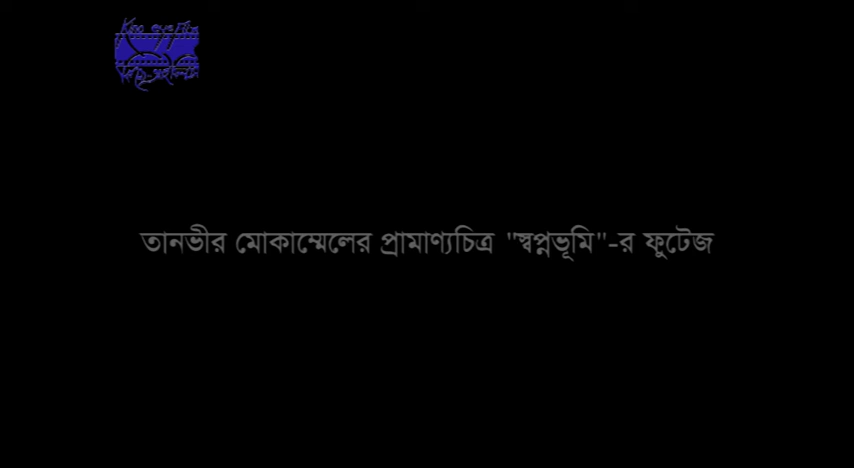 তানভীর মোকাম্মেলের প্রামাণ্যচিত্র "স্বপ্নভূমি"-র ফুটেজ